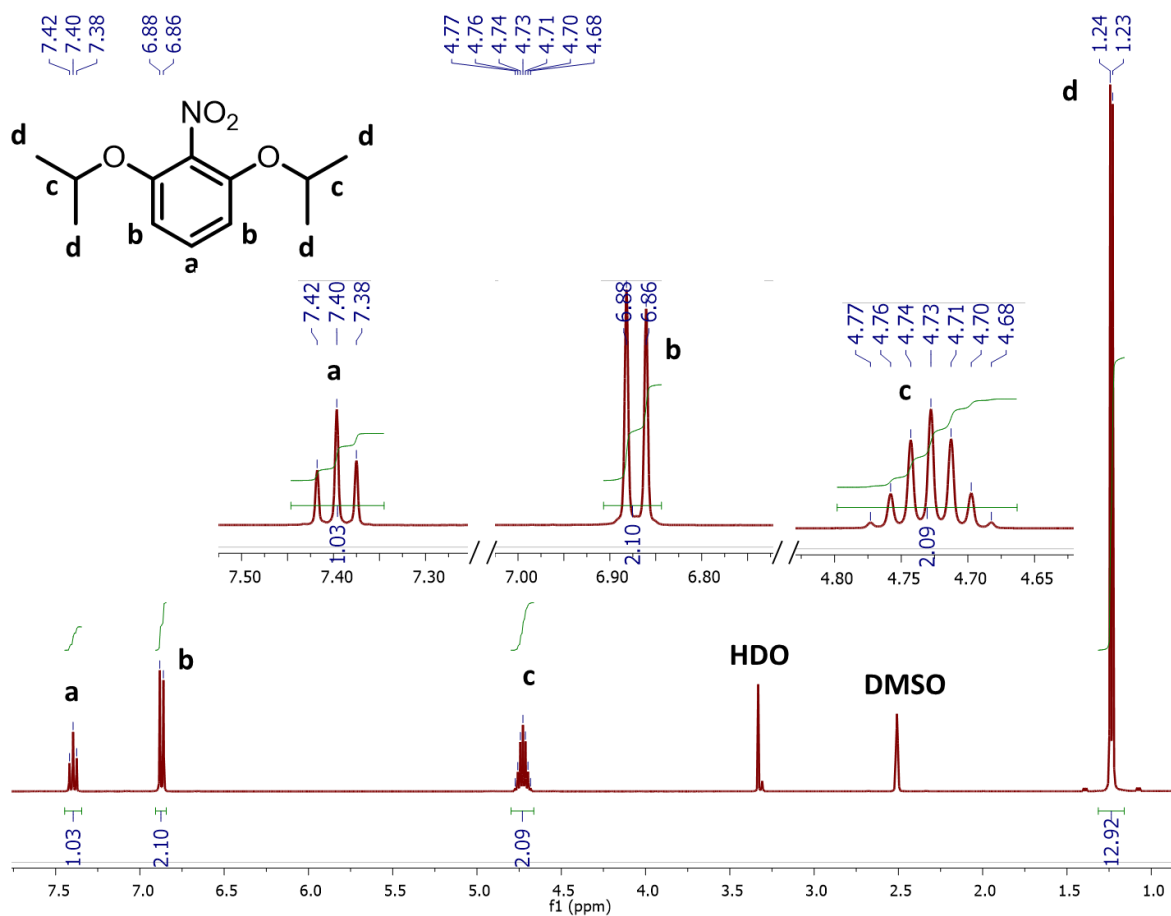 7.42 7.40 7.38 6.88 6.86 4.77 4.76 4.74 4.73 4.71 4.70 4.68 1.24 1.23
d
NO2
d O O d
c c
d b b d
a
7.42 7.40 7.38 6.88 6.86 4.77 4.76 4.74 4.73 4.71 4.70 4.68
a b c
1.03 2.10 2.09
7.50 7.40 7.30 7.00 6.90 6.80 4.80 4.75 4.70 4.65
a b c HDO DMSO
1.03 2.10 2.09 12.92
7.5 7.0 6.5 6.0 5.5 5.0 4.5 4.0 3.5 3.0 2.5 2.0 1.5 1.0
f1 (ppm)